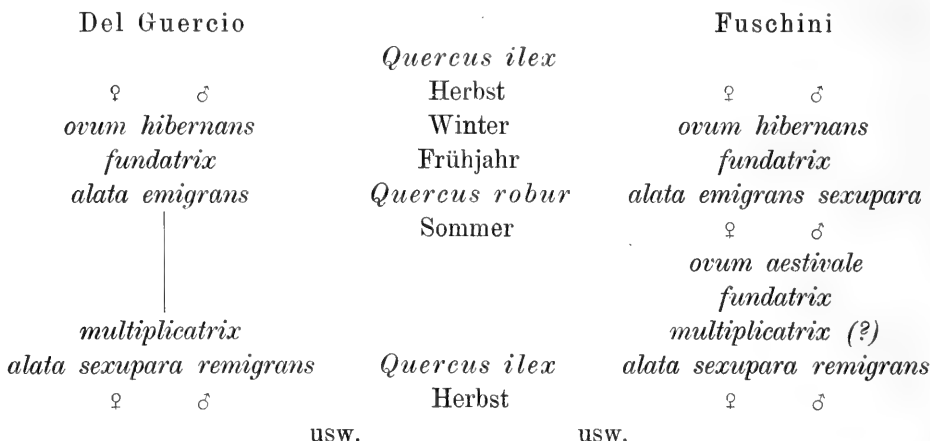 Del Guercio Fuschini
Quercus ilex
♀ ♂ Herbst ♀ ♂
ovum hibernans Winter ovum hibernans
fundatrix Frühjahr fundatrix
alata emigrans Quercus robur alata emigrans sexupara
Sommer ♀ ♂
ovum aestivale
fundatrix
multiplicatrix multiplicatrix (?)
alata sexupara remigrans Quercus ilex alata sexupara remigrans
♀ ♂ Herbst ♀ ♂
usw. usw.